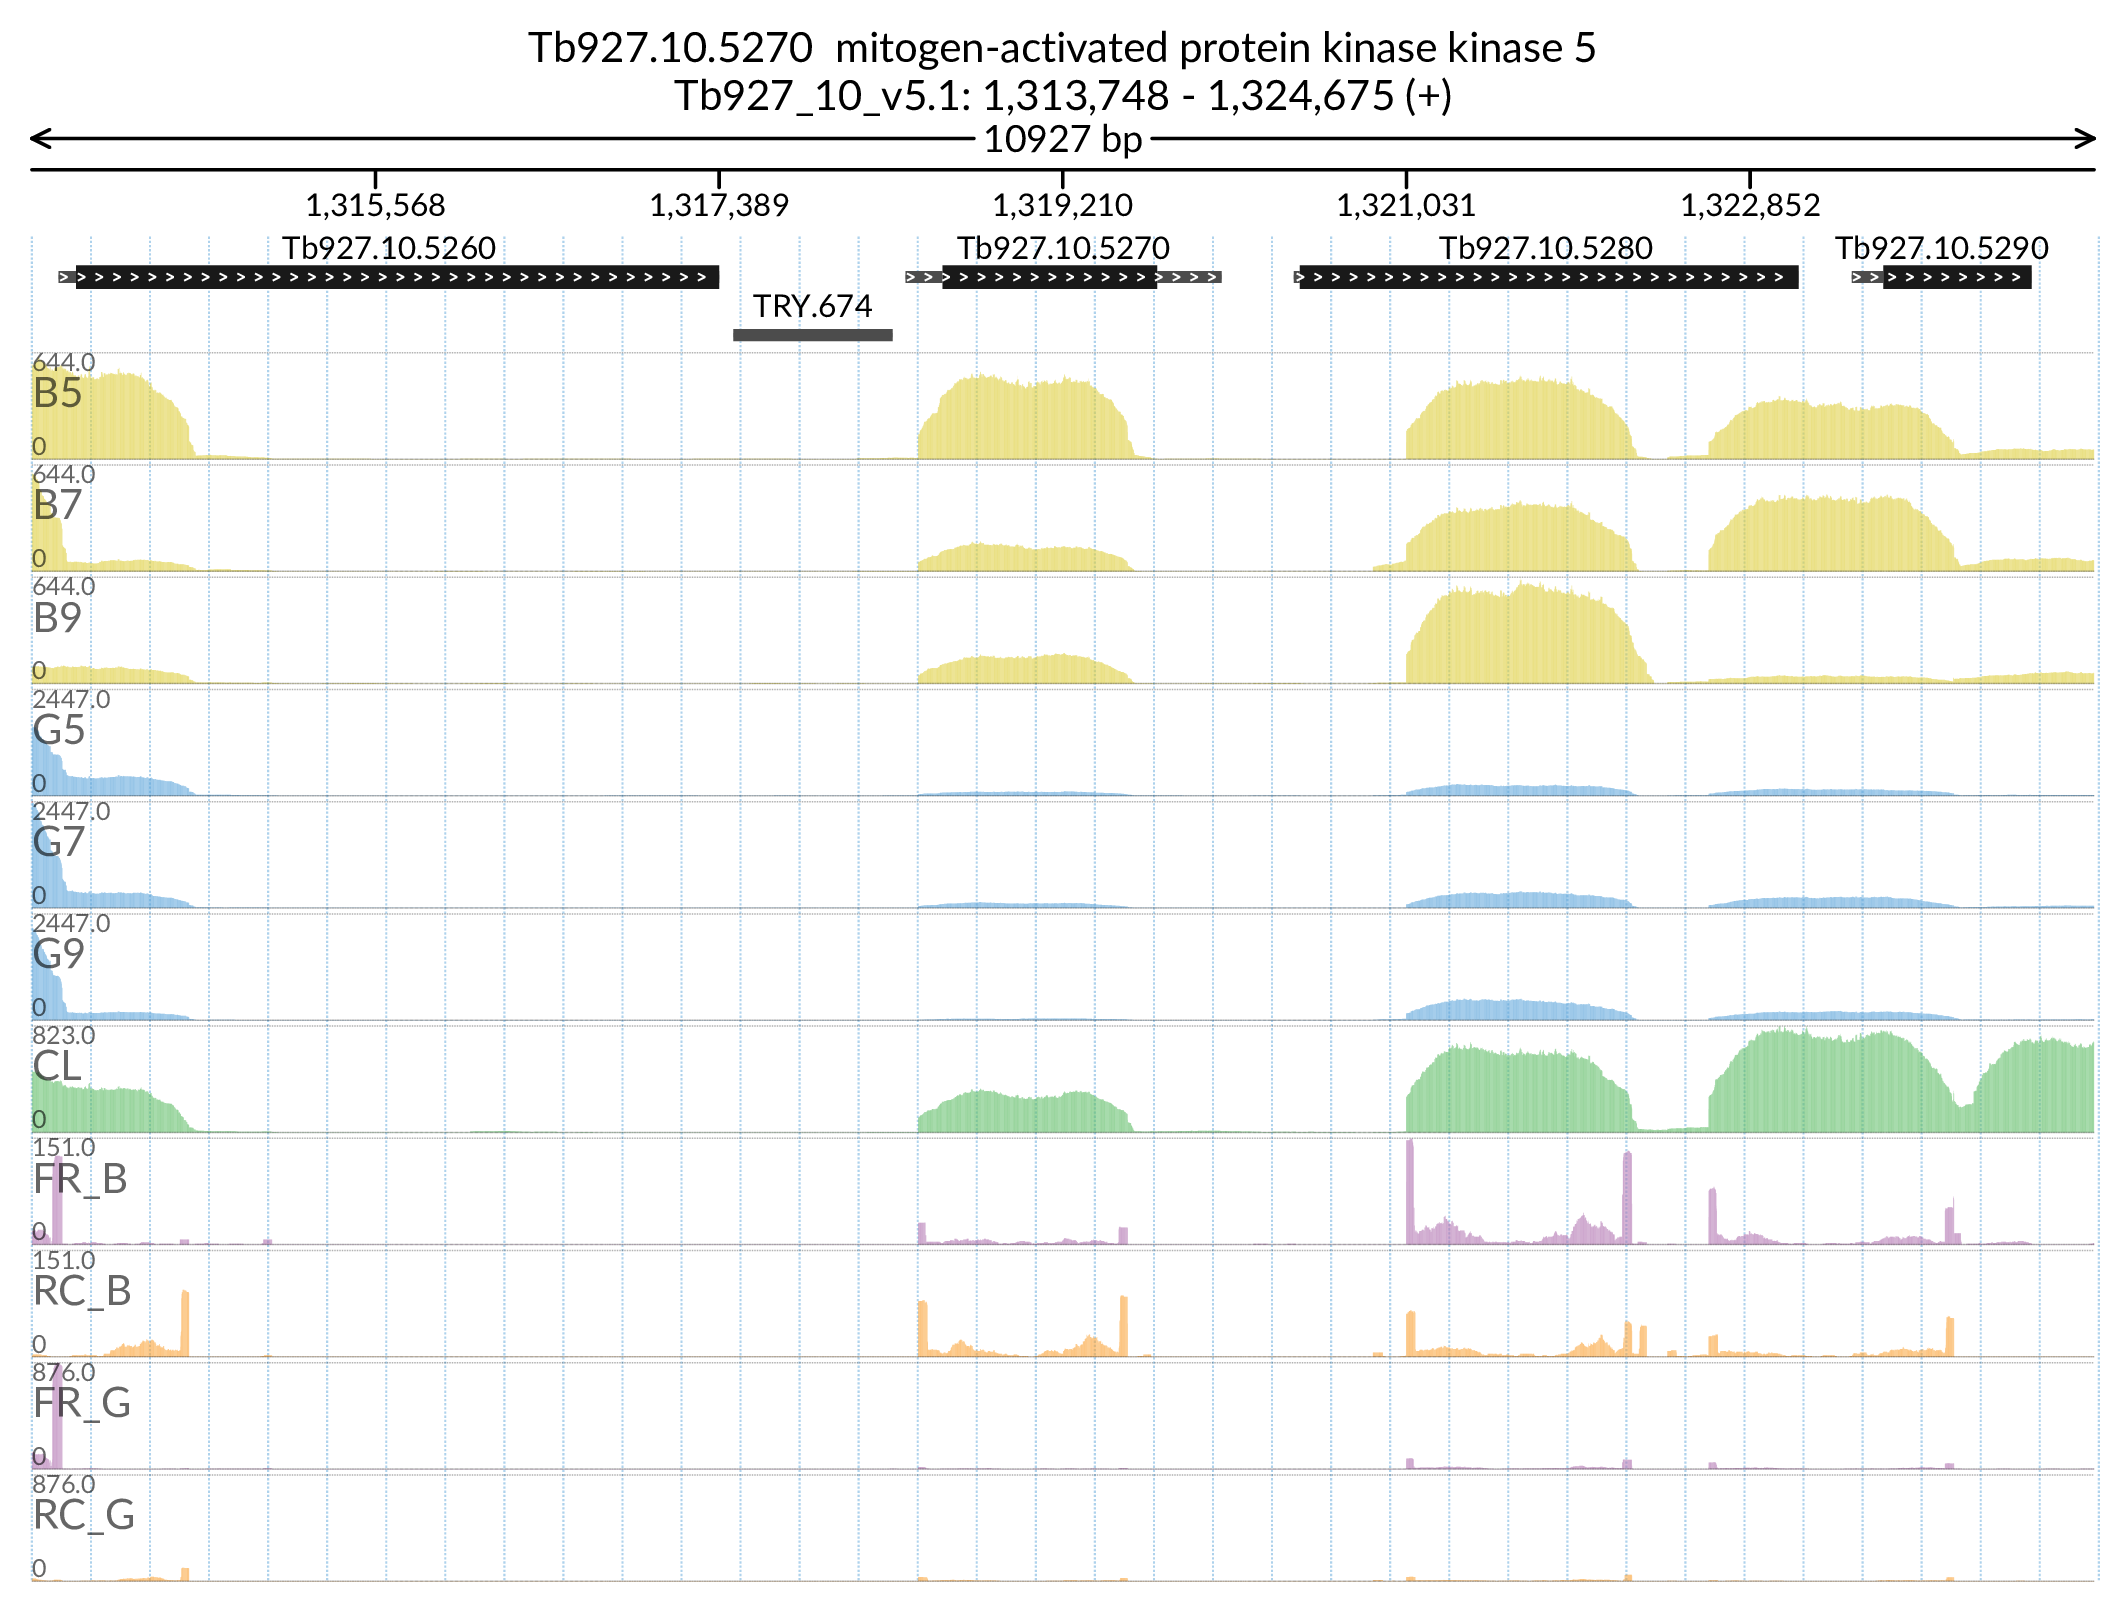 Tb927.10.5270  mitogen-activated protein kinase kinase 5
Tb927_10_v5.1: 1,313,748 - 1,324,675 (+)
10927 bp
1,315,568 1,317,389 1,319,210 1,321,031 1,322,852
Tb927.10.5260 Tb927.10.5270 Tb927.10.5280 Tb927.10.5290
TRY.674
644.0
B5
0
644.0
B7
0
644.0
B9
0
2447.0
G5
0
2447.0
G7
0
2447.0
G9
0
823.0
CL
0
151.0
FR_B
0
151.0
RC_B
0
876.0
FR_G
0
876.0
RC_G
0